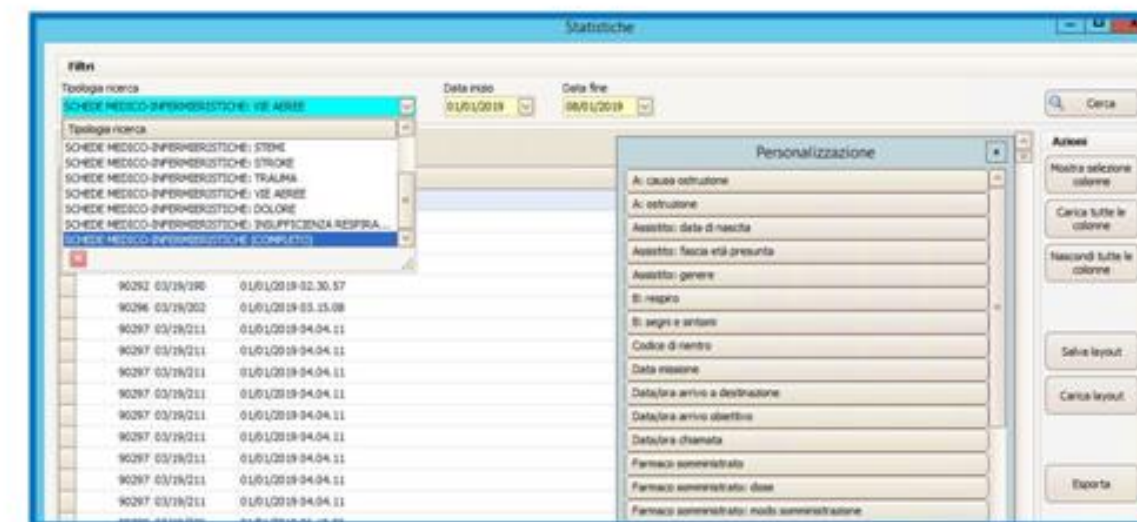 Statistiche
Filtri
Tipologia ricerca
Data inizio
Data fine
SCHEDE MEDICO-INFERMIERISTICHE: VIE AEREE
01/01/2019
08/01/2019
Cerca
Tipologia ricerca
SCHEDE MEDICO-INFERMIERISTICHE: STEMI
SCHEDE MEDICO-INFERMIERISTICHE: STROKE
SCHEDE MEDICO-INFERMIERISTICHE: TRAUMA
SCHEDE MEDICO-INFERMIERISTICHE: VIE AEREE
SCHEDE MEDICO-INFERMIERISTICHE: DOLORE
SCHEDE MEDICO-INFERMIERISTICHE: INSUFFICIENZA RESPIRA...
SCHEDE MEDICO-INFERMIERISTICHE (COMPLETO)
90292 03/19/190 01/01/2019 02.30.57
90296 03/19/202 01/01/2019 03.15.08
90297 03/19/211 01/01/2019 04.04.11
90297 03/19/211 01/01/2019 04.04.11
90297 03/19/211 01/01/2019 04.04.11
90297 03/19/211 01/01/2019 04.04.11
90297 03/19/211 01/01/2019 04.04.11
90297 03/19/211 01/01/2019 04.04.11
90297 03/19/211 01/01/2019 04.04.11
90297 03/19/211 01/01/2019 04.04.11
90297 03/19/211 01/01/2019 04.04.11
Personalizzazione
A: causa ostruzione
A: ostruzione
Assistito: data di nascita
Assistito: fascia età presunta
Assistito: genere
B: respiro
B: segni e sintomi
Codice di rientro
Data missione
Data/ora arrivo a destinazione
Data/ora arrivo obiettivo
Data/ora chiamata
Farmaco somministrato
Farmaco somministrato: dose
Farmaco somministrato: modo somministrazione
Azioni
Mostra selezione
colonne
Carica tutte le
colonne
Nascondi tutte le
colonne
Salva layout
Carica layout
Esporta